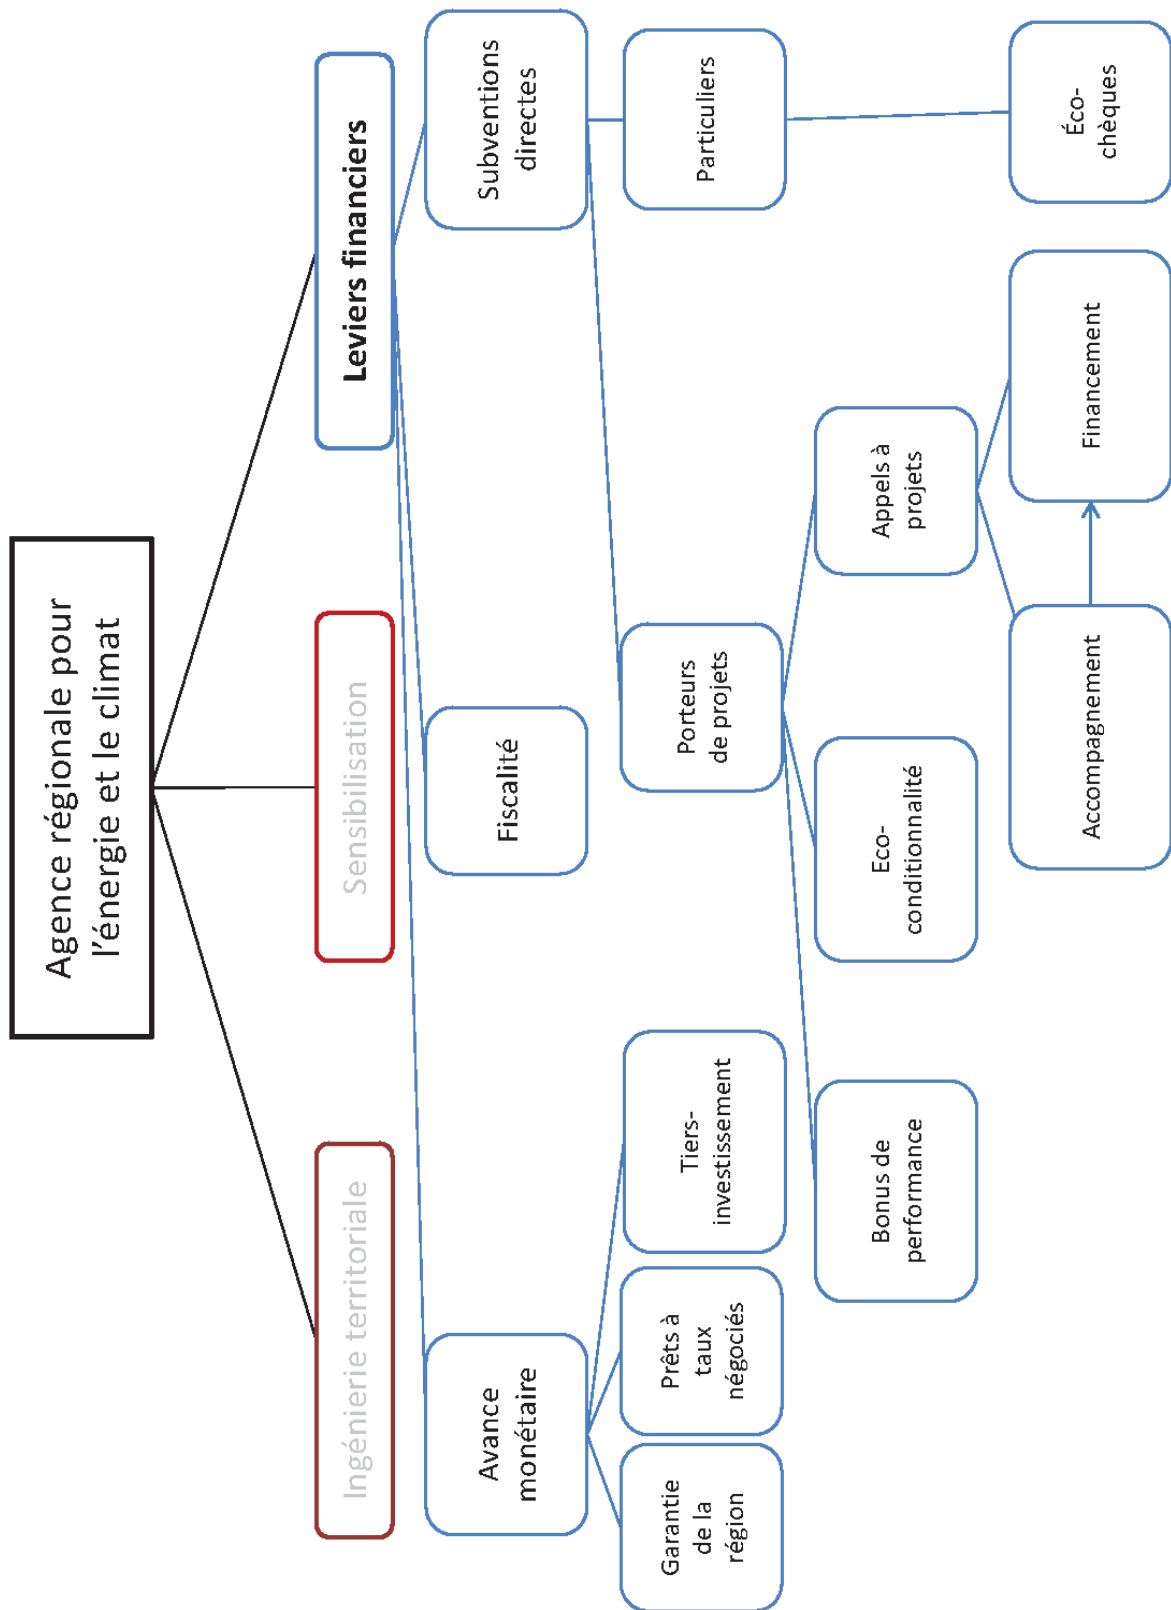 Agence régionale pour
l'énergie et le climat
Ingénierie territoriale
Sensibilisation
Leviers financiers
Avance
monétaire
Fiscalité
Subventions
directes
Garantie
de la
région
Prêts à
taux
négociés
Tiers-
investissement
Porteurs
de projets
Particuliers
Bonus de
performance
Eco-
conditionnalité
Appels à
projets
Accompagnement
Financement
Éco-
chèques